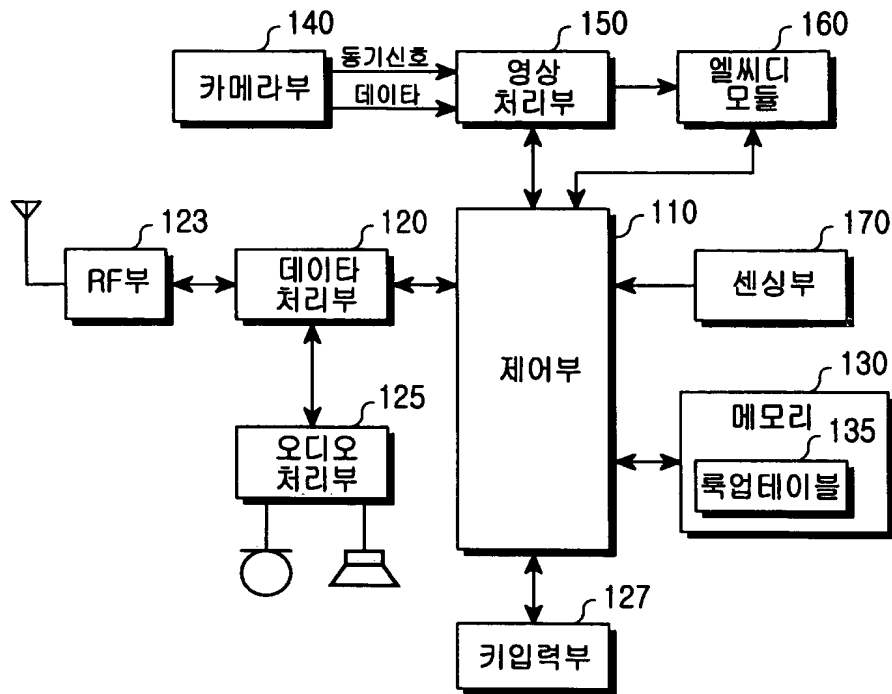 140
150
160
카메라부
동기신호
데이타
영상
처리부
엘씨디
모듈
123
120
110
170
RF부
데이타
처리부
제어부
센싱부
125
오디오
처리부
130
메모리
135
룩업테이블
127
키입력부